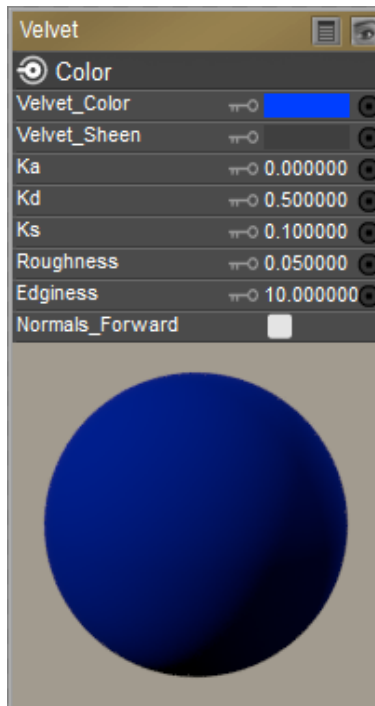 Velvet
Color
Velvet_Color
Velvet_Sheen
Ka 0.000000
Kd 0.500000
Ks 0.100000
Roughness 0.050000
Edginess 10.000000
Normals_Forward